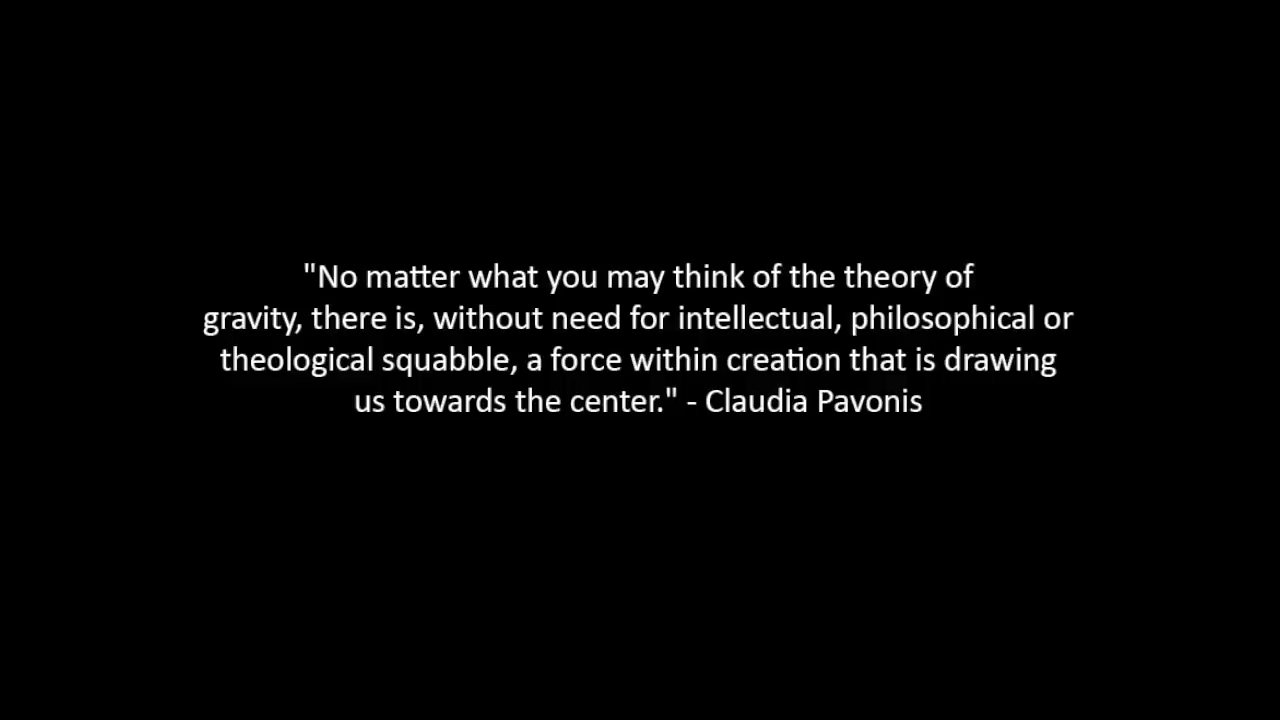 "No matter what you may think of the theory of
gravity, there is, without need for intellectual, philosophical or
theological squabble, a force within creation that is drawing
us towards the center." - Claudia Pavonis